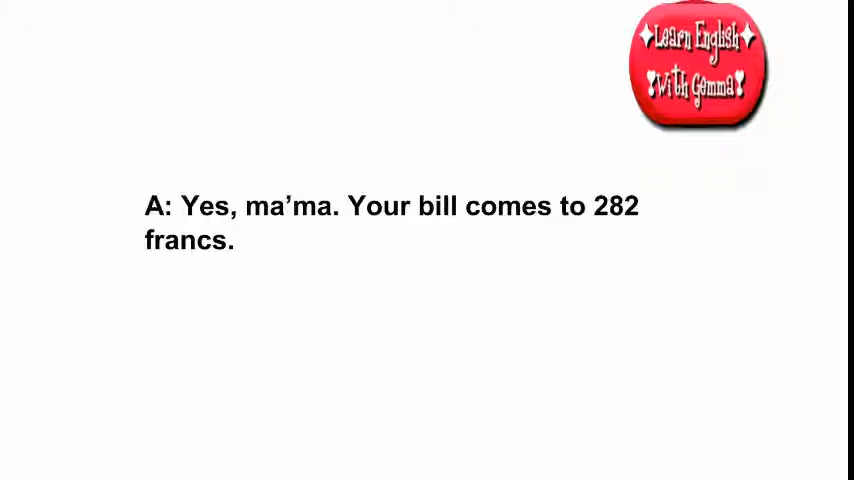 ✦Learn English✦
❣With Gemma❣
A: Yes, ma’ma. Your bill comes to 282
francs.